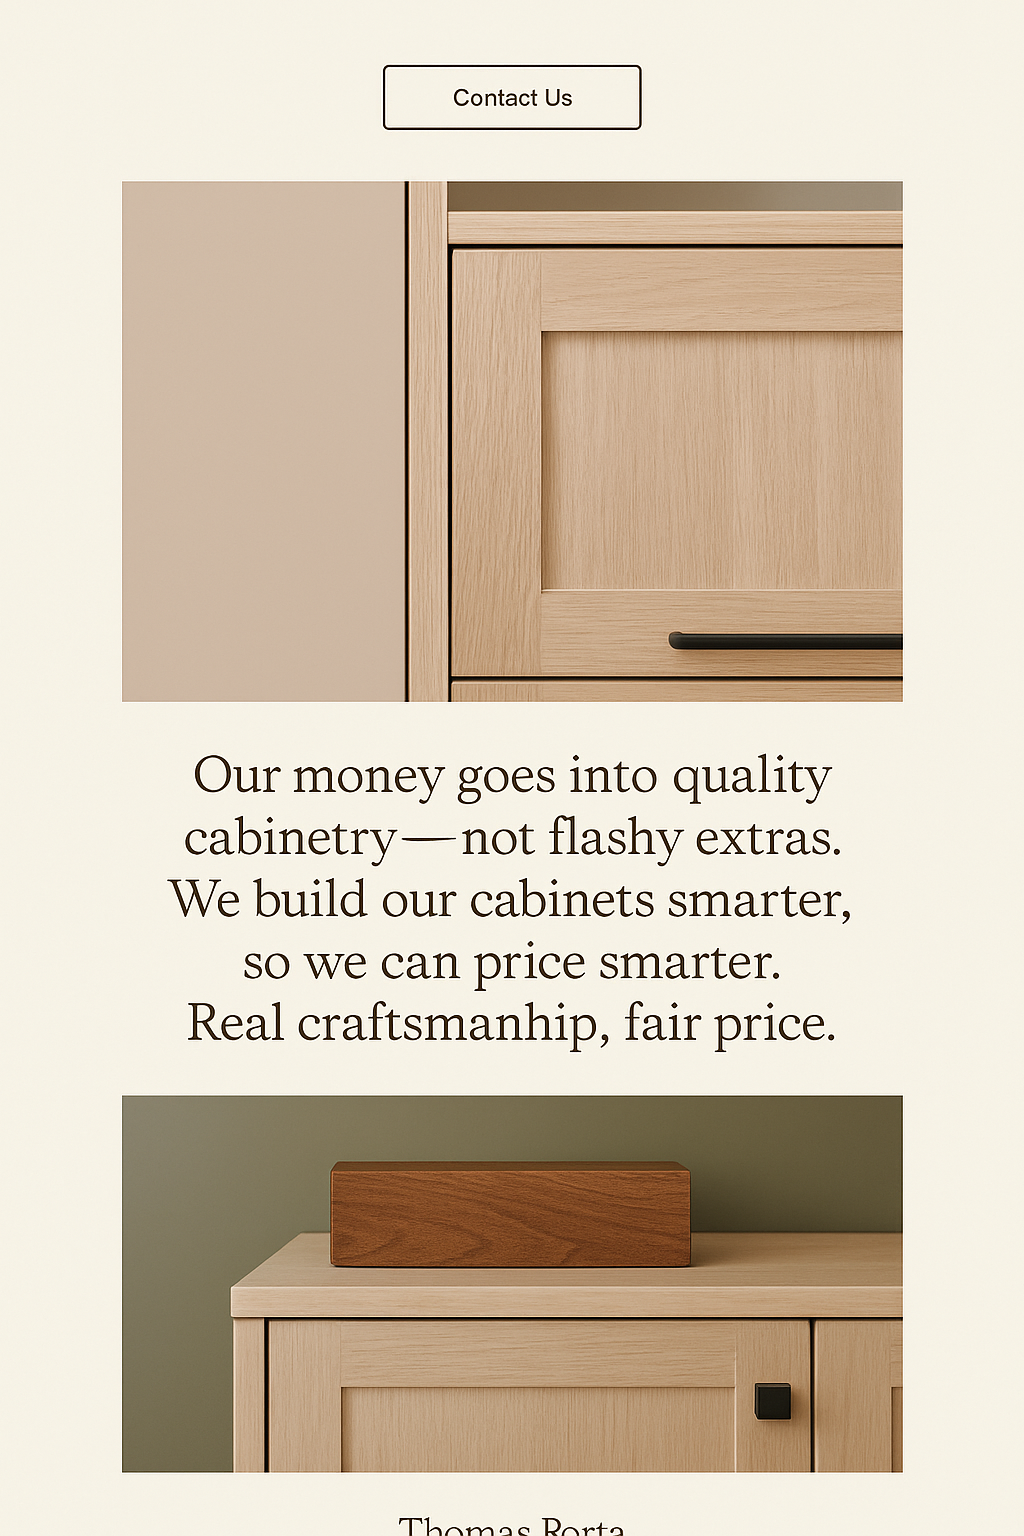 Contact Us
Our money goes into quality
cabinetry—not flashy extras.
We build our cabinets smarter,
so we can price smarter.
Real craftsmanhip, fair price.
Thomas Rorta